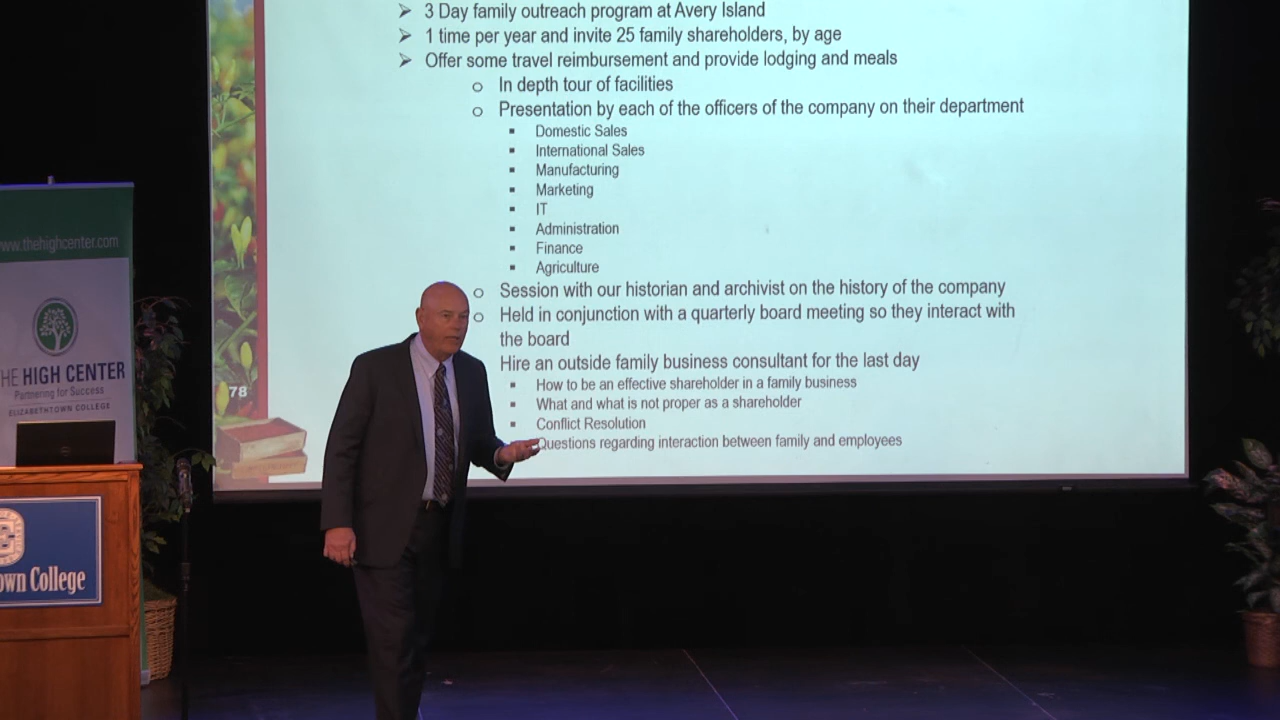 3 Day family outreach program at Avery Island
1 time per year and invite 25 family shareholders, by age
Offer some travel reimbursement and provide lodging and meals
In depth tour of facilities
Presentation by each of the officers of the company on their department
Domestic Sales
International Sales
Manufacturing
Marketing
IT
Administration
Finance
Agriculture
Session with our historian and archivist on the history of the company
Held in conjunction with a quarterly board meeting so they interact with
the board
Hire an outside family business consultant for the last day
How to be an effective shareholder in a family business
What and what is not proper as a shareholder
Conflict Resolution
Questions regarding interaction between family and employees
78
www.thehighcenter.com
HE HIGH CENTER
Partnering for Success
ELIZABETHTOWN COLLEGE
own College